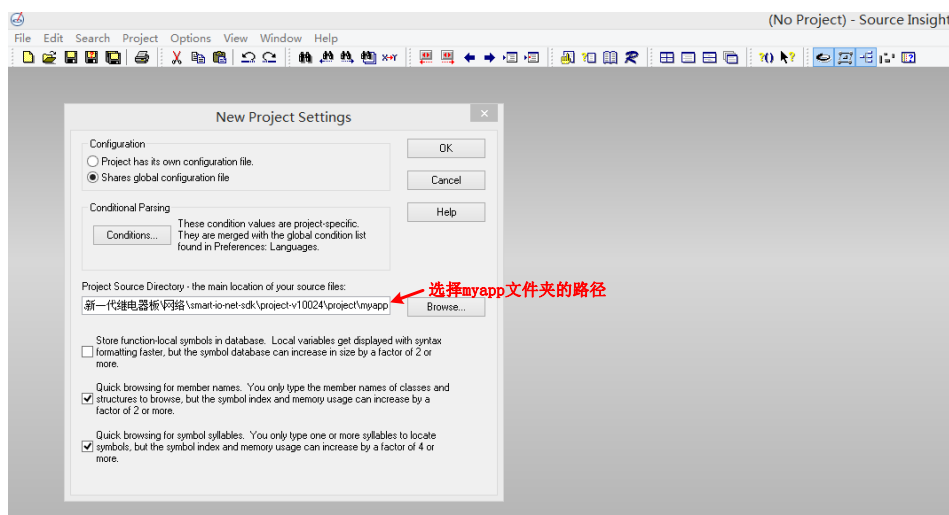 (No Project) - Source Insight
File Edit Search Project Options View Window Help
New Project Settings
Configuration
Project has its own configuration file.
Shares global configuration file
OK
Cancel
Help
Conditional Parsing
Conditions...
These condition values are project-specific.
They are merged with the global condition list
found in Preferences: Languages.
Project Source Directory - the main location of your source files:
新一代继电器板\网络\smart-io-net-sdk\project-v10024\project\myapp
Browse...
选择myapp文件夹的路径
Store function-local symbols in database. Local variables get displayed with syntax
formatting faster, but the symbol database can increase in size by a factor of 2 or
more.
Quick browsing for member names. You only type the member names of classes and
structures to browse, but the symbol index and memory usage can increase by a
factor of 2 or more.
Quick browsing for symbol syllables. You only type one or more syllables to locate
symbols, but the symbol index and memory usage can increase by a factor of 4 or
more.